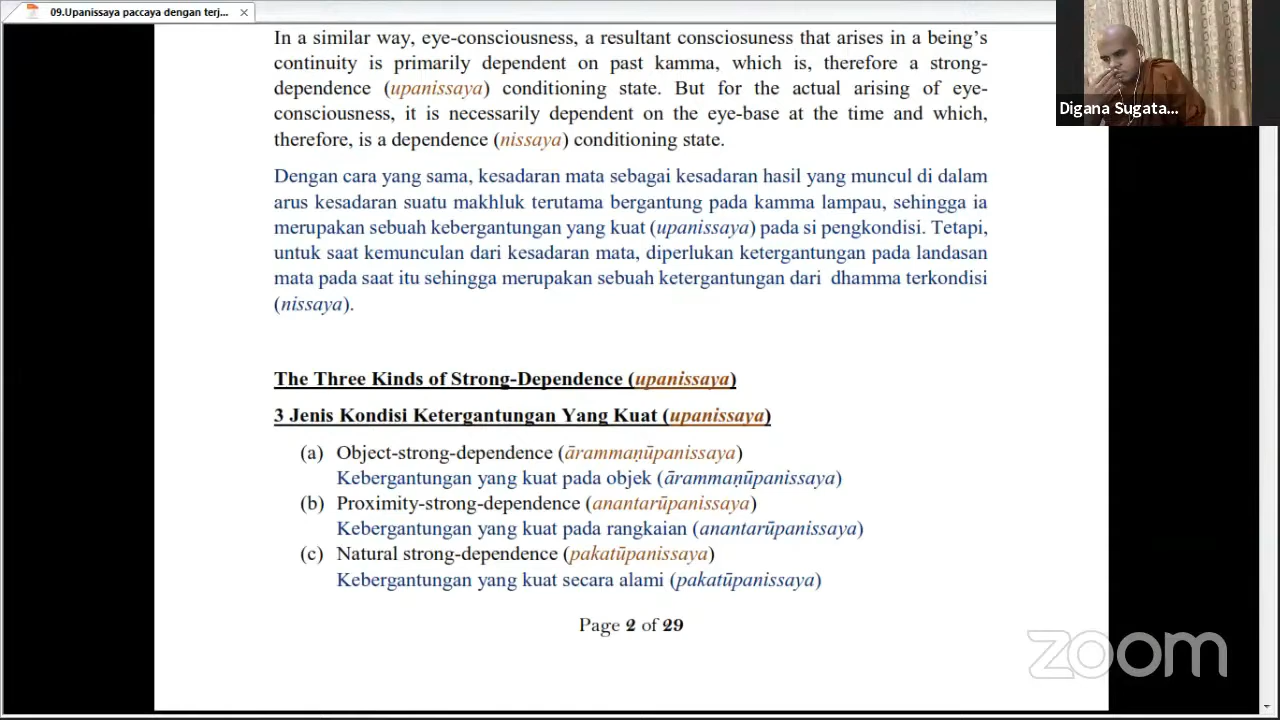 09.Upanissaya paccaya dengan terj...
In a similar way, eye-consciousness, a resultant consciosuness that arises in a being's
continuity is primarily dependent on past kamma, which is, therefore a strong-
dependence (upanissaya) conditioning state. But for the actual arising of eye-
consciousness, it is necessarily dependent on the eye-base at the time and which,
therefore, is a dependence (nissaya) conditioning state.
Dengan cara yang sama, kesadaran mata sebagai kesadaran hasil yang muncul di dalam
arus kesadaran suatu makhluk terutama bergantung pada kamma lampau, sehingga ia
merupakan sebuah kebergantungan yang kuat (upanissaya) pada si pengkondisi. Tetapi,
untuk saat kemunculan dari kesadaran mata, diperlukan ketergantungan pada landasan
mata pada saat itu sehingga merupakan sebuah ketergantungan dari dhamma terkondisi
(nissaya).
The Three Kinds of Strong-Dependence (upanissaya)
3 Jenis Kondisi Ketergantungan Yang Kuat (upanissaya)
(a) Object-strong-dependence (ārammaṇūpanissaya)
Kebergantungan yang kuat pada objek (ārammaṇūpanissaya)
(b) Proximity-strong-dependence (anantarūpanissaya)
Kebergantungan yang kuat pada rangkaian (anantarūpanissaya)
(c) Natural strong-dependence (pakatūpanissaya)
Kebergantungan yang kuat secara alami (pakatūpanissaya)
Page 2 of 29
Digana Sugata...
zoom